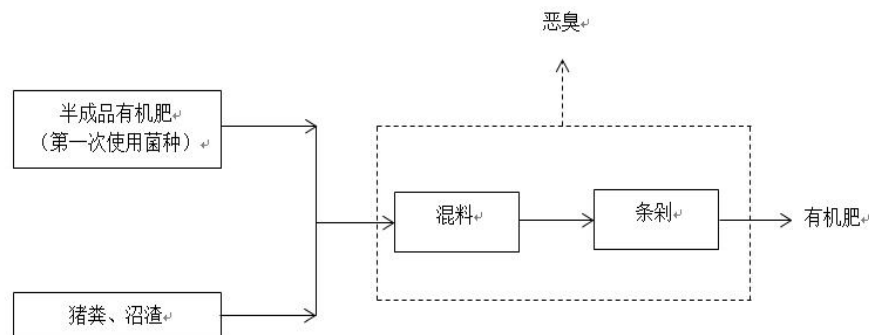 恶臭
半成品有机肥
（第一次使用菌种）
混料
条剁
有机肥
猪粪、沼渣